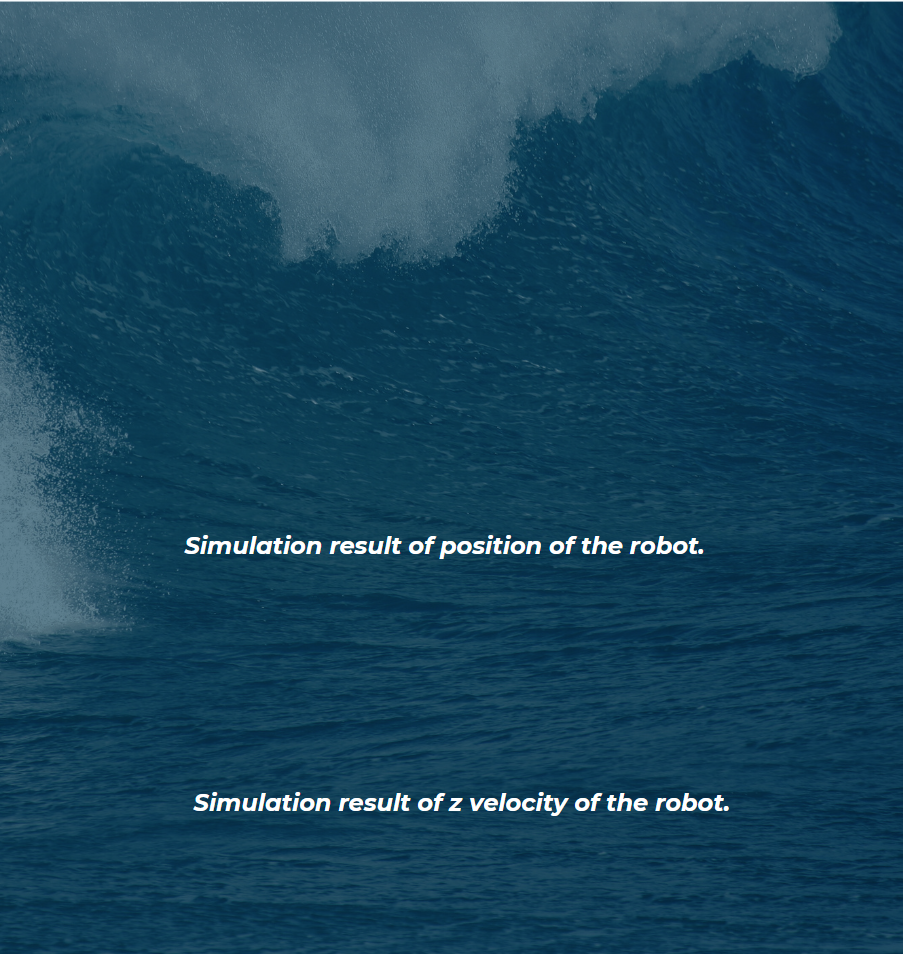 Simulation result of position of the robot.
Simulation result of z velocity of the robot.